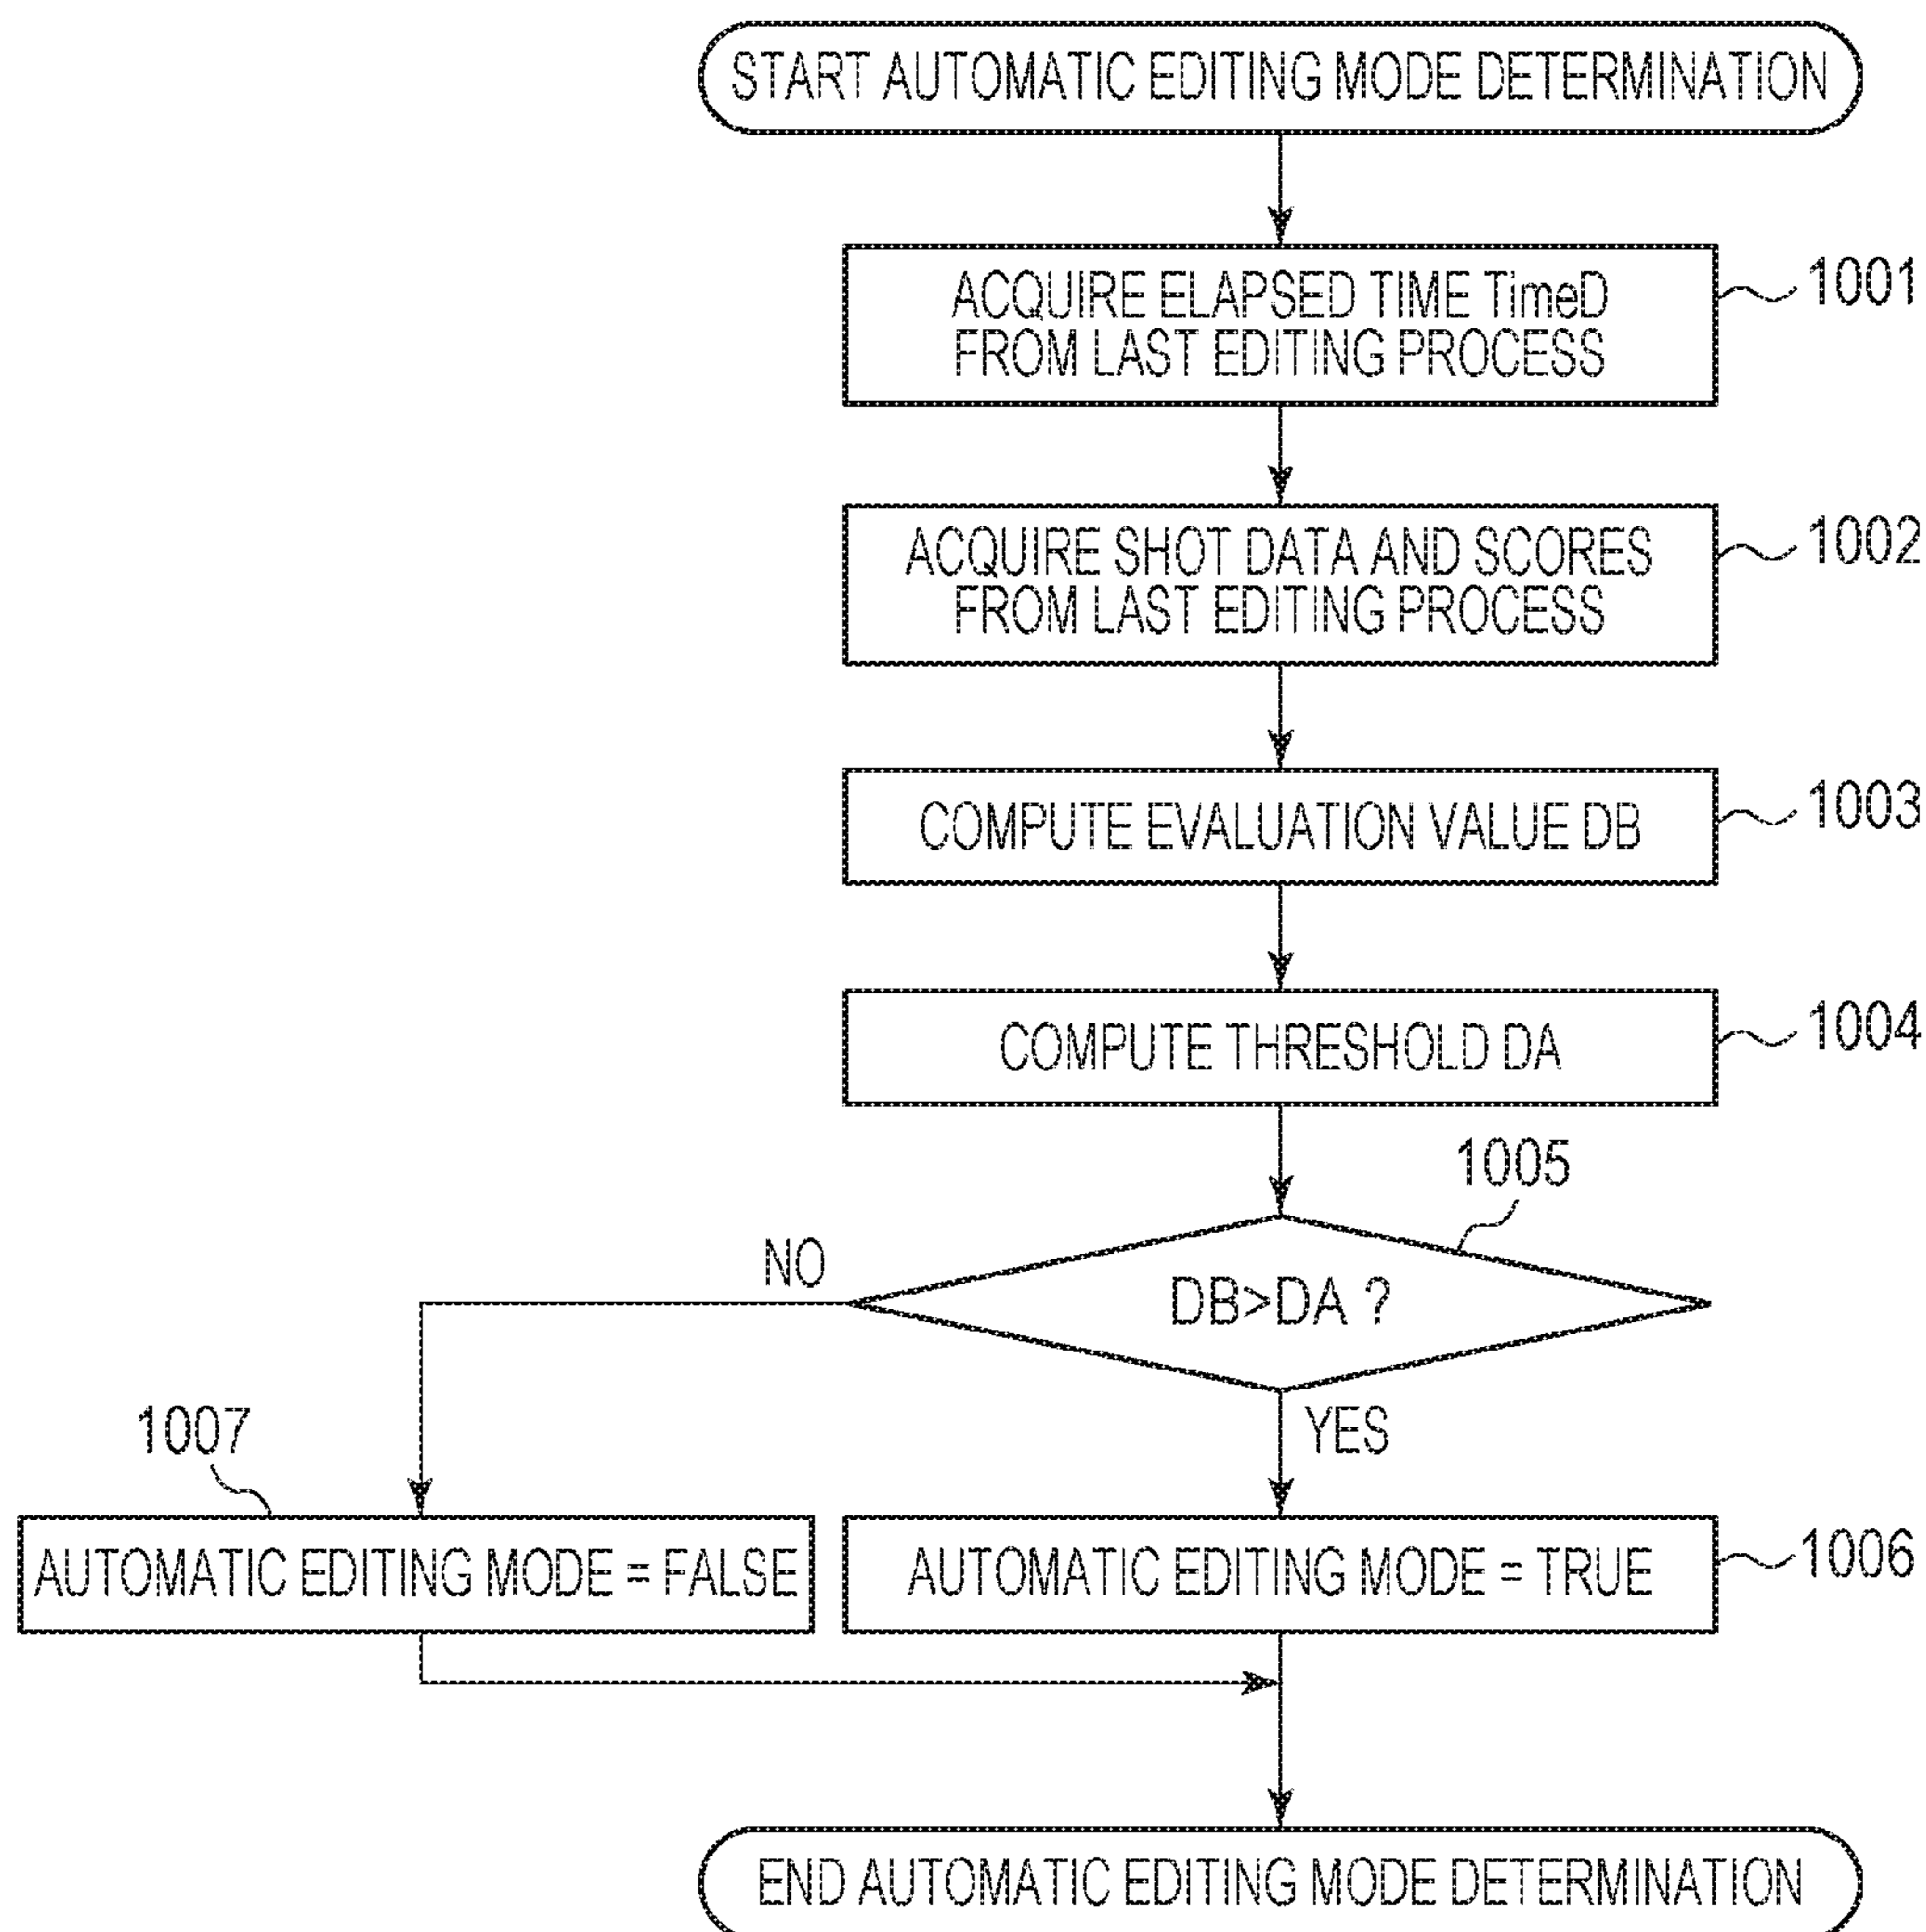 START AUTOMATIC EDITING MODE DETERMINATION
ACQUIRE ELAPSED TIME TimeD
FROM LAST EDITING PROCESS
1001
ACQUIRE SHOT DATA AND SCORES
FROM LAST EDITING PROCESS
1002
COMPUTE EVALUATION VALUE DB
1003
COMPUTE THRESHOLD DA
1004
1005
DB>DA ?
NO
YES
1007
AUTOMATIC EDITING MODE = FALSE
AUTOMATIC EDITING MODE = TRUE
1006
END AUTOMATIC EDITING MODE DETERMINATION